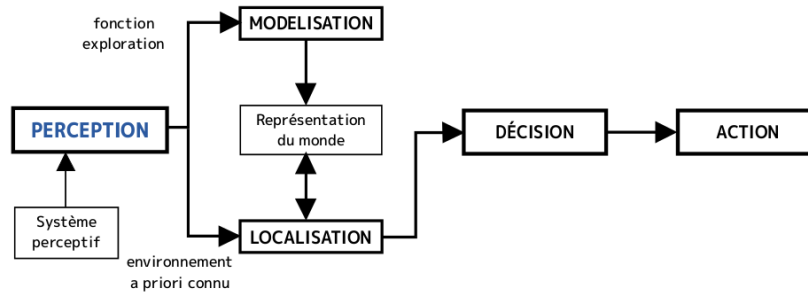 fonction
exploration
MODELISATION
PERCEPTION
Représentation
du monde
DÉCISION
ACTION
Système
perceptif
LOCALISATION
environnement
a priori connu